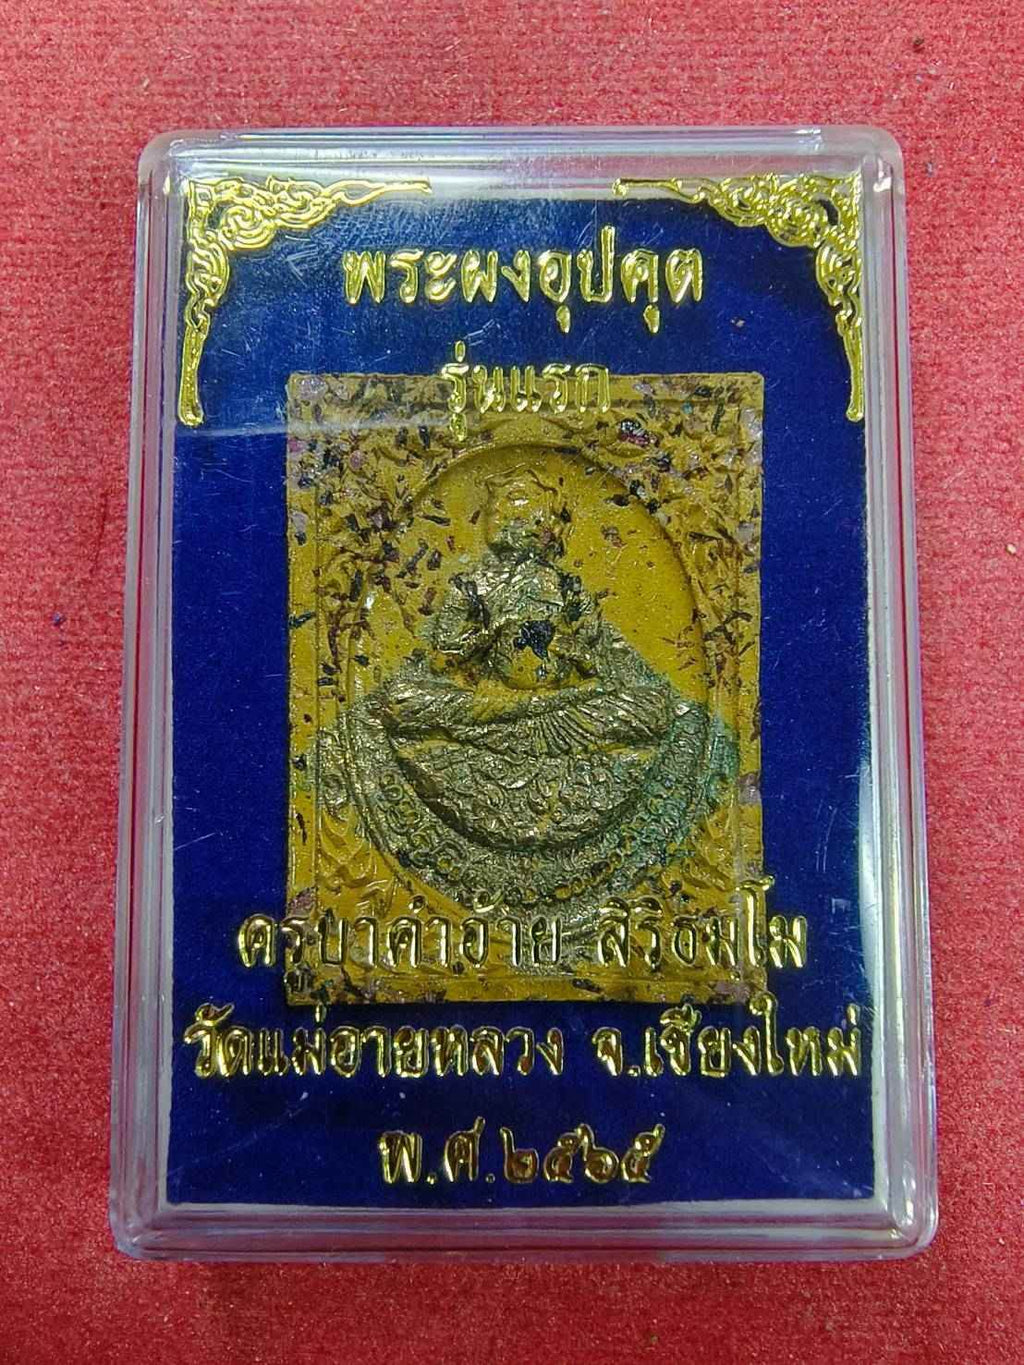 พระผงอุปคุต
รุ่นแรก
ครูบาคำอ้าย สิริธมฺโม
วัดแม่อายหลวง จ.เชียงใหม่
พ.ศ.๒๕๖๕